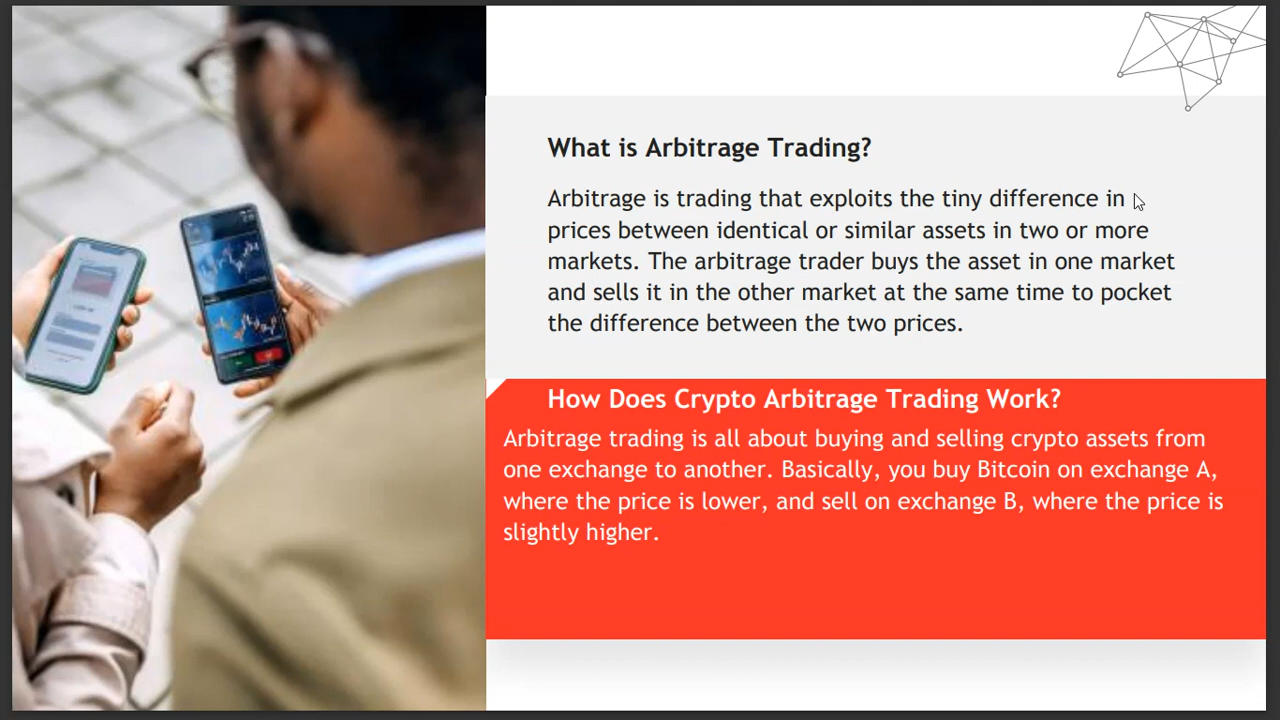 What is Arbitrage Trading?
Arbitrage is trading that exploits the tiny difference in
prices between identical or similar assets in two or more
markets. The arbitrage trader buys the asset in one market
and sells it in the other market at the same time to pocket
the difference between the two prices.
How Does Crypto Arbitrage Trading Work?
Arbitrage trading is all about buying and selling crypto assets from
one exchange to another. Basically, you buy Bitcoin on exchange A,
where the price is lower, and sell on exchange B, where the price is
slightly higher.